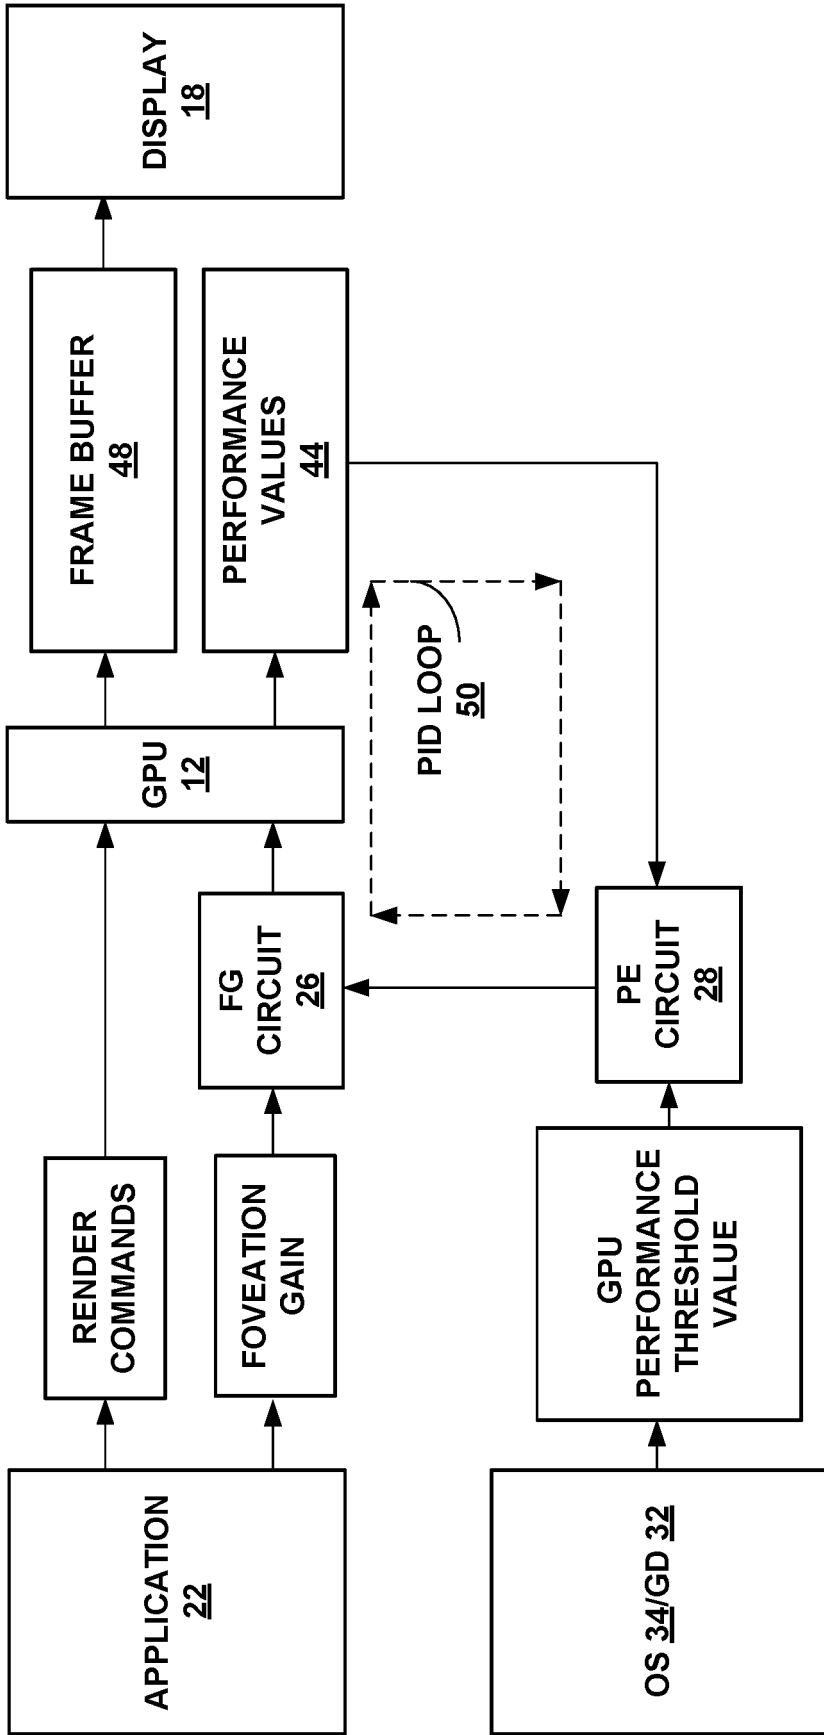 APPLICATION
22
RENDER
COMMANDS
FOVEATION
GAIN
FG
CIRCUIT
26
GPU
12
FRAME BUFFER
48
PERFORMANCE
VALUES
44
DISPLAY
18
PID LOOP
50
OS 34/GD 32
GPU
PERFORMANCE
THRESHOLD
VALUE
PE
CIRCUIT
28